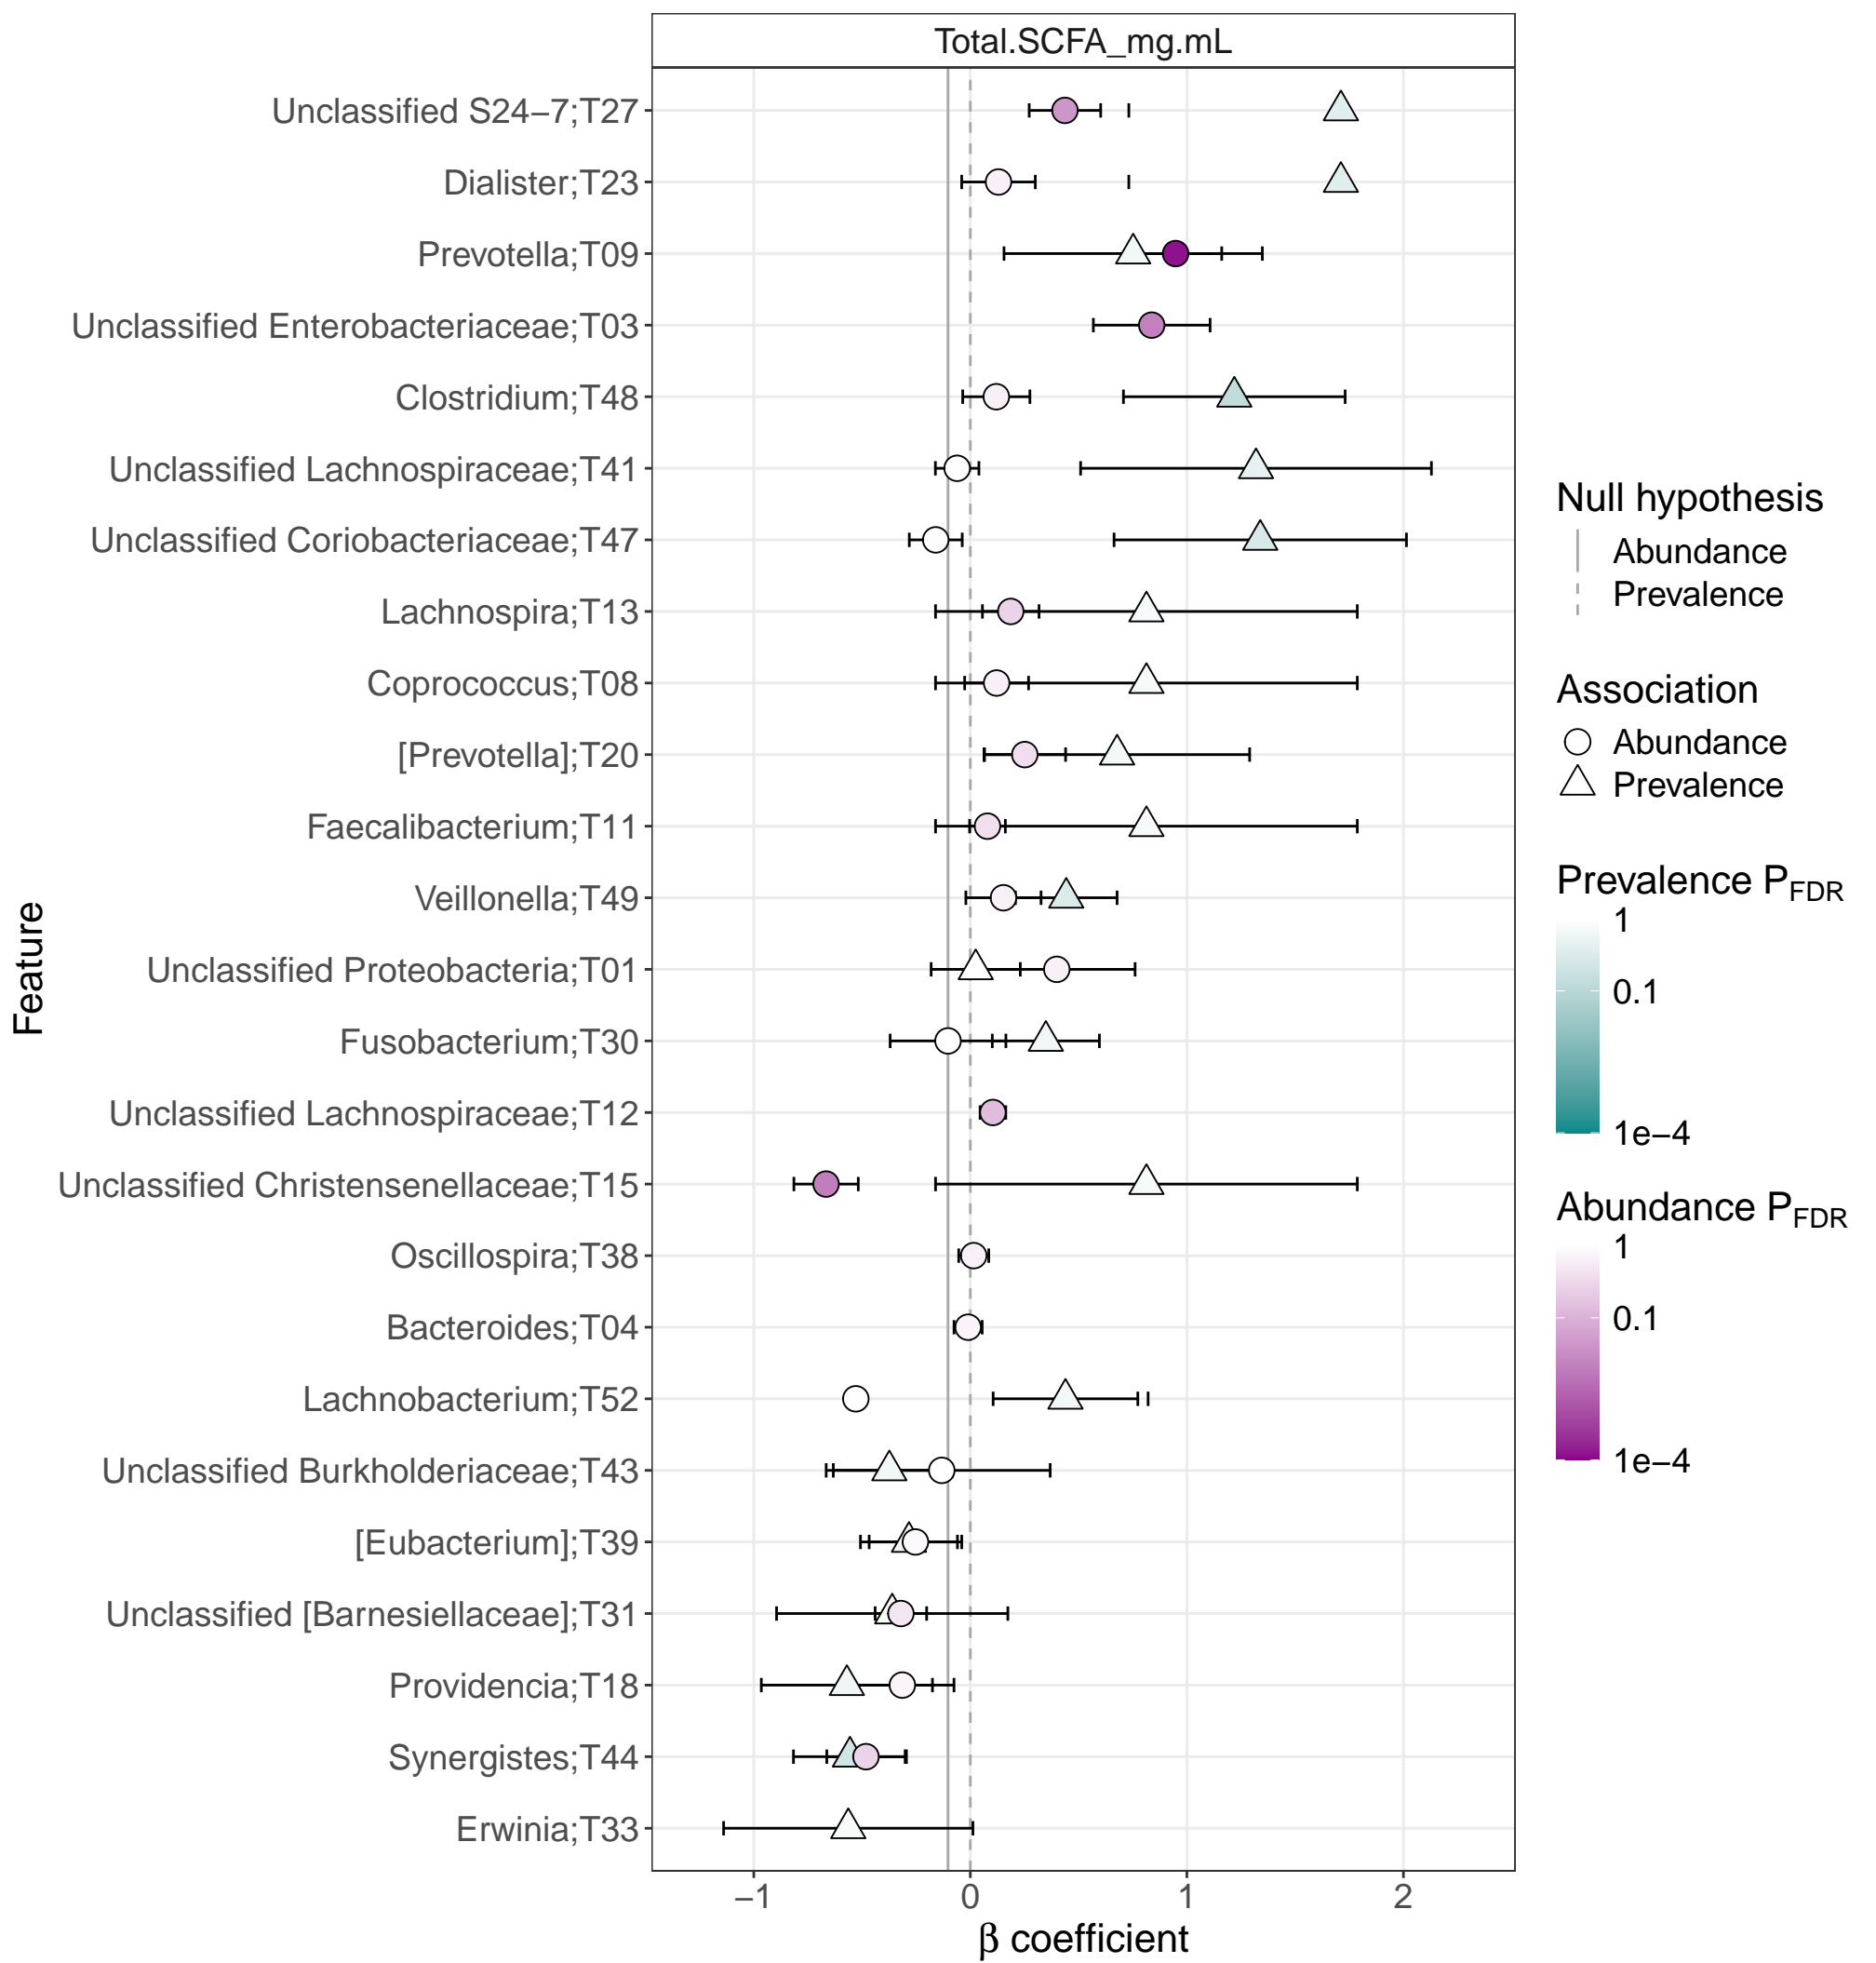 Total.SCFA_mg.mL
Unclassified S24−7;T27
Dialister;T23
Prevotella;T09
Unclassified Enterobacteriaceae;T03
Clostridium;T48
Unclassified Lachnospiraceae;T41
Unclassified Coriobacteriaceae;T47
Lachnospira;T13
Coprococcus;T08
[Prevotella];T20
Faecalibacterium;T11
Veillonella;T49
Unclassified Proteobacteria;T01
Fusobacterium;T30
Unclassified Lachnospiraceae;T12
Unclassified Christensenellaceae;T15
Oscillospira;T38
Bacteroides;T04
Lachnobacterium;T52
Unclassified Burkholderiaceae;T43
[Eubacterium];T39
Unclassified [Barnesiellaceae];T31
Providencia;T18
Synergistes;T44
Erwinia;T33
Feature
−1 0 1 2
β coefficient
Null hypothesis
Abundance
Prevalence
Association
Abundance
Prevalence
Prevalence PFDR
1
0.1
1e−4
Abundance PFDR
1
0.1
1e−4